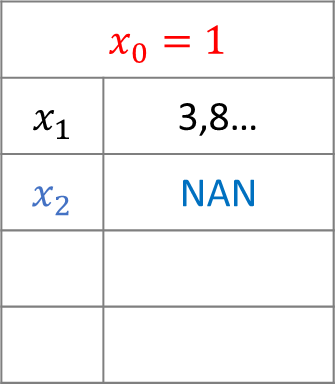 x₀ = 1
x₁ 3,8...
x₂ NAN